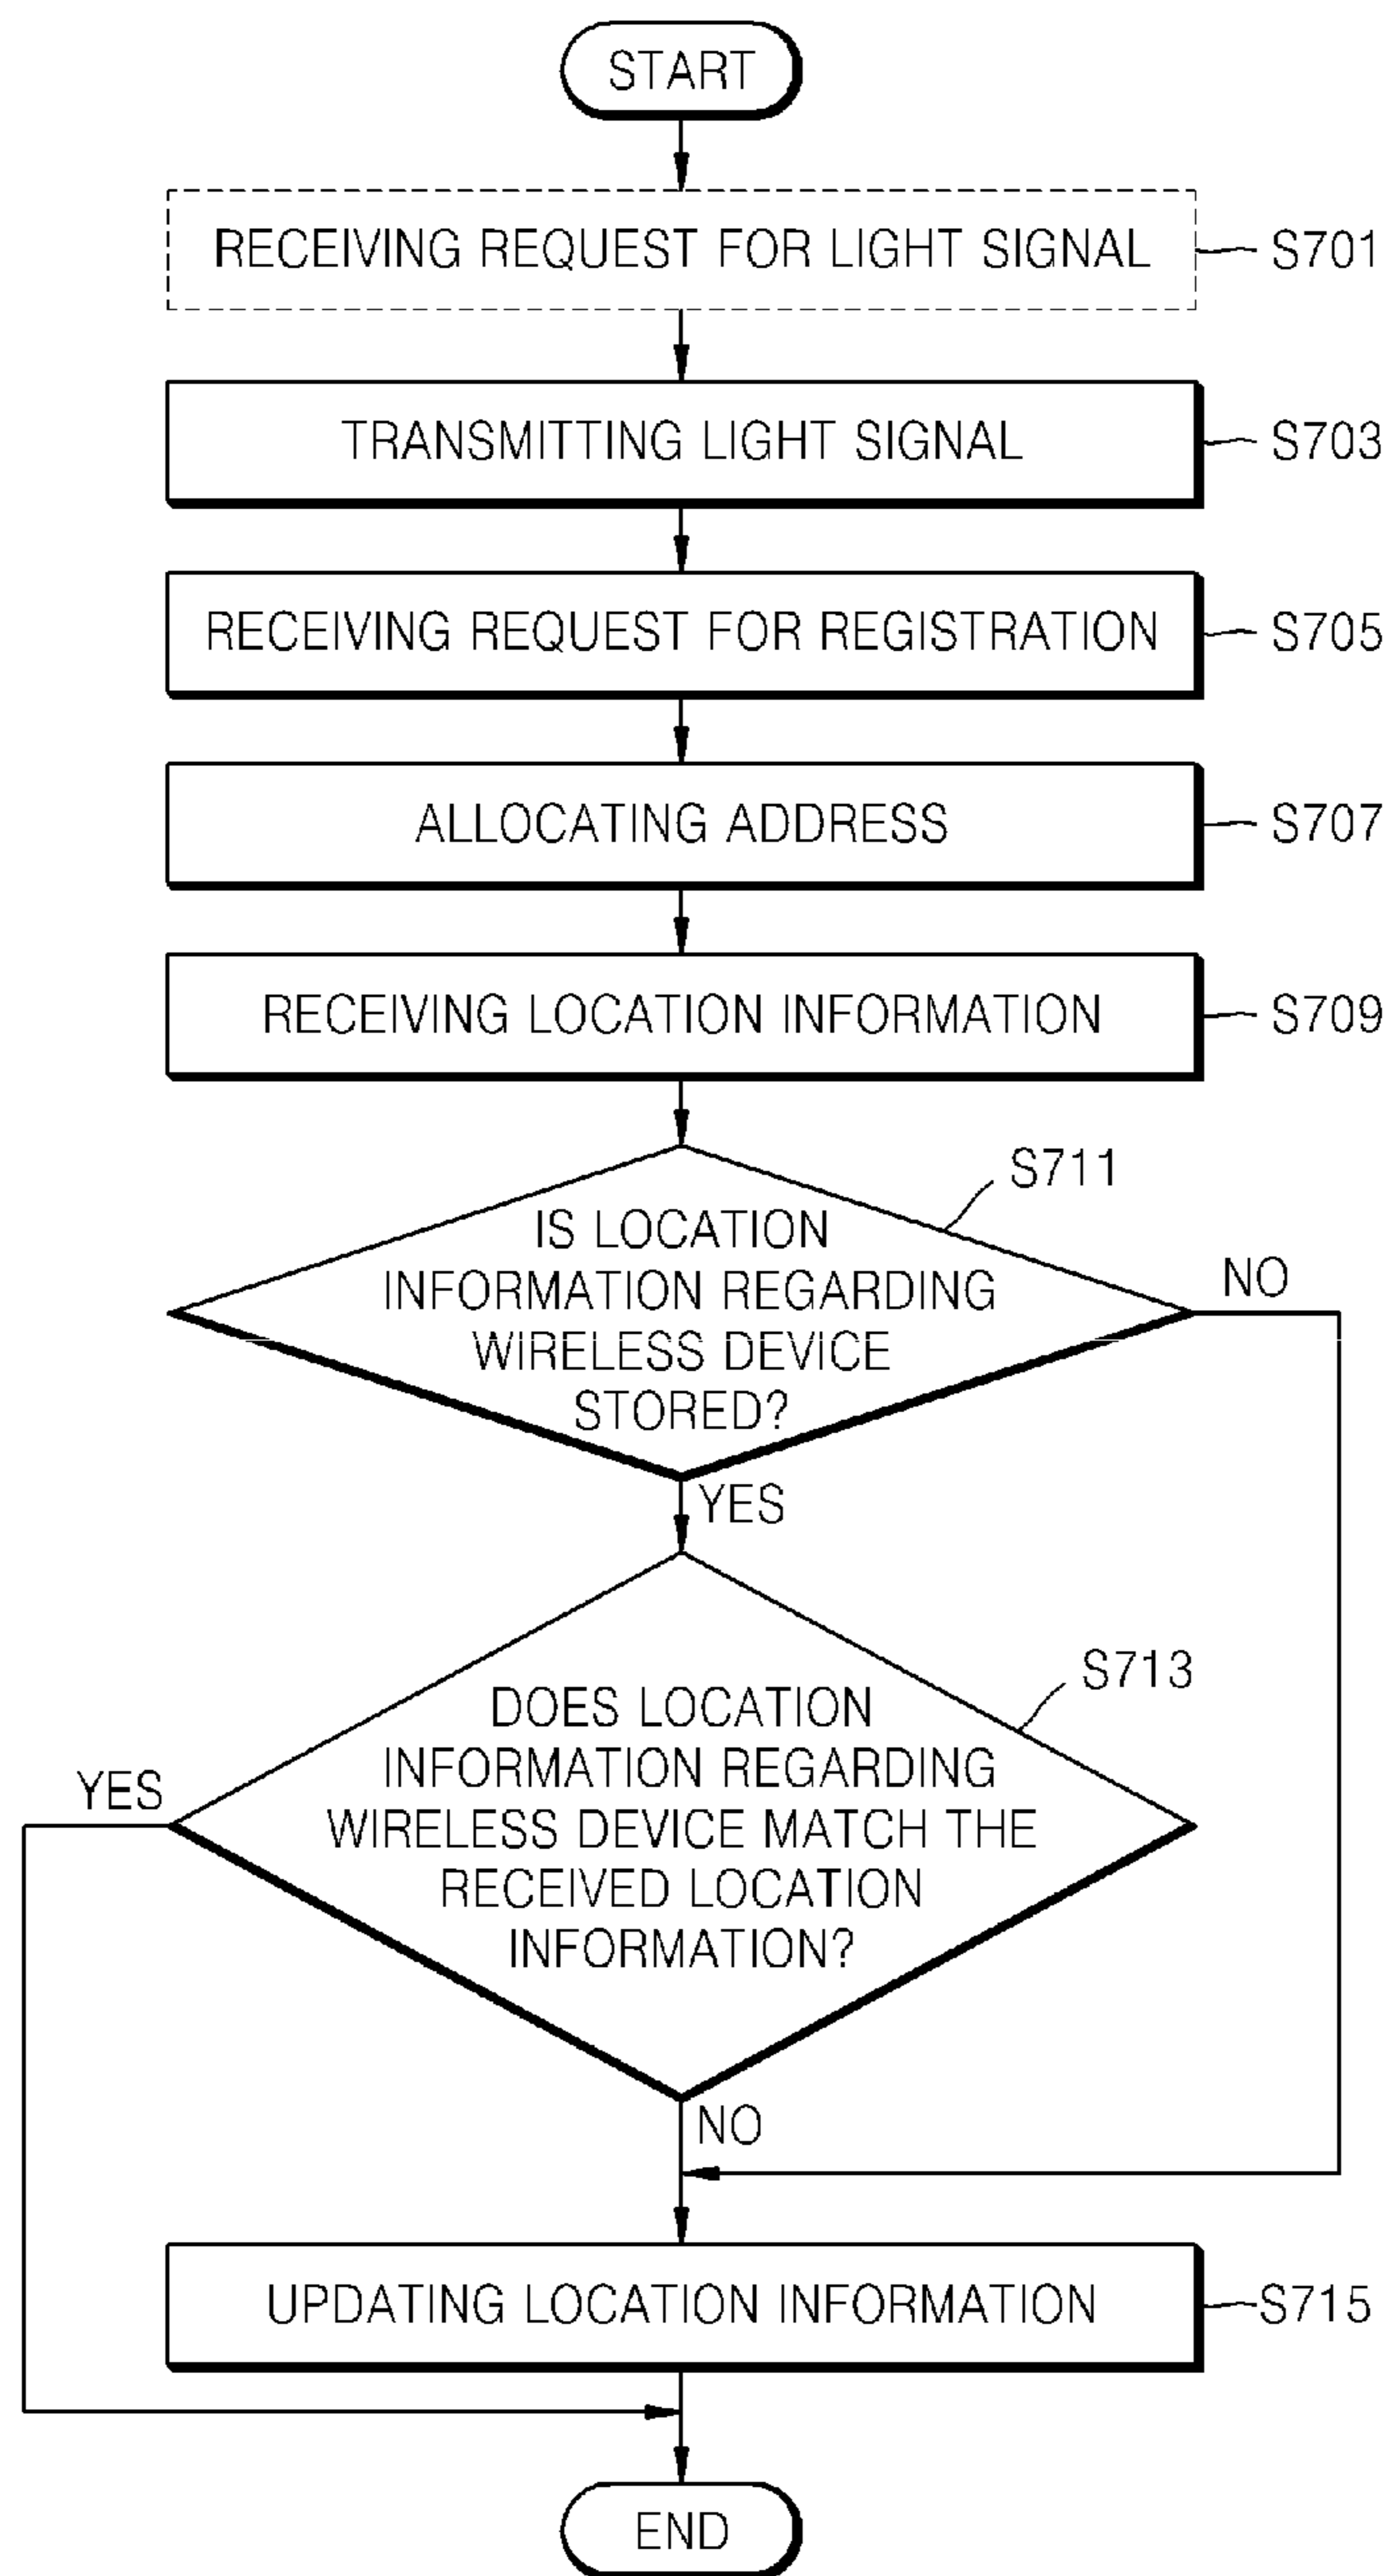 START
RECEIVING REQUEST FOR LIGHT SIGNAL
S701
TRANSMITTING LIGHT SIGNAL
S703
RECEIVING REQUEST FOR REGISTRATION
S705
ALLOCATING ADDRESS
S707
RECEIVING LOCATION INFORMATION
S709
S711
IS LOCATION
INFORMATION REGARDING
WIRELESS DEVICE
STORED?
NO
YES
S713
DOES LOCATION
INFORMATION REGARDING
WIRELESS DEVICE MATCH THE
RECEIVED LOCATION
INFORMATION?
YES
NO
UPDATING LOCATION INFORMATION
S715
END